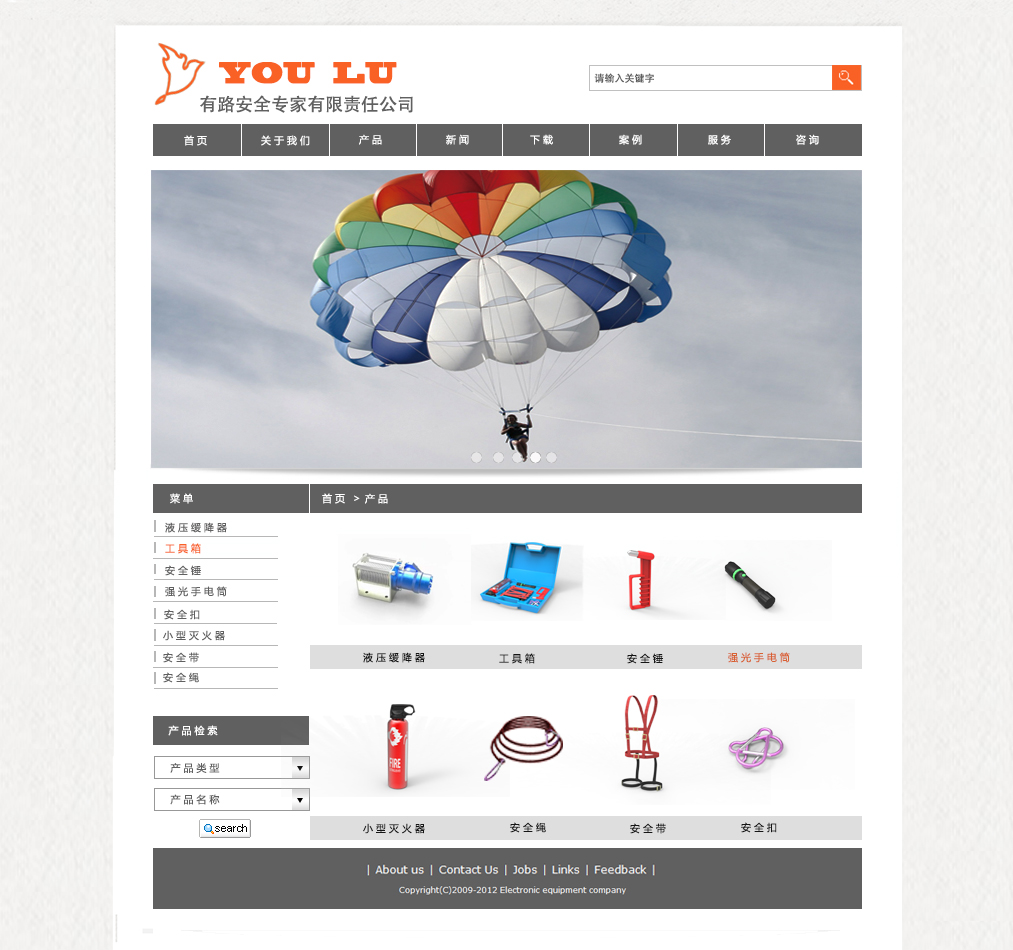 YOU LU
有路安全专家有限责任公司
请输入关键字
首页 关于我们 产品 新闻 下载 案例 服务 咨询
菜单
首页 > 产品
液压缓降器
工具箱
安全锤
强光手电筒
安全扣
小型灭火器
安全带
安全绳
产品检索
产品类型
产品名称
search
液压缓降器 工具箱 安全锤 强光手电筒
FIRE
小型灭火器 安全绳 安全带 安全扣
| About us | Contact Us | Jobs | Links | Feedback |
Copyright(C)2009-2012 Electronic equipment company